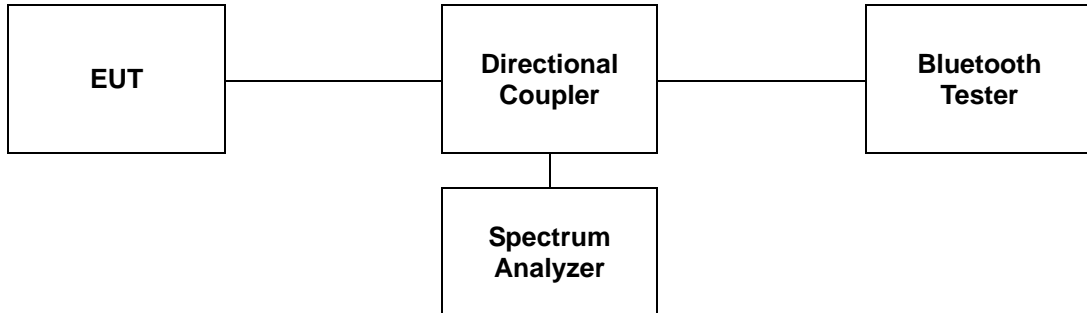 EUT
Directional
Coupler
Bluetooth
Tester
Spectrum
Analyzer